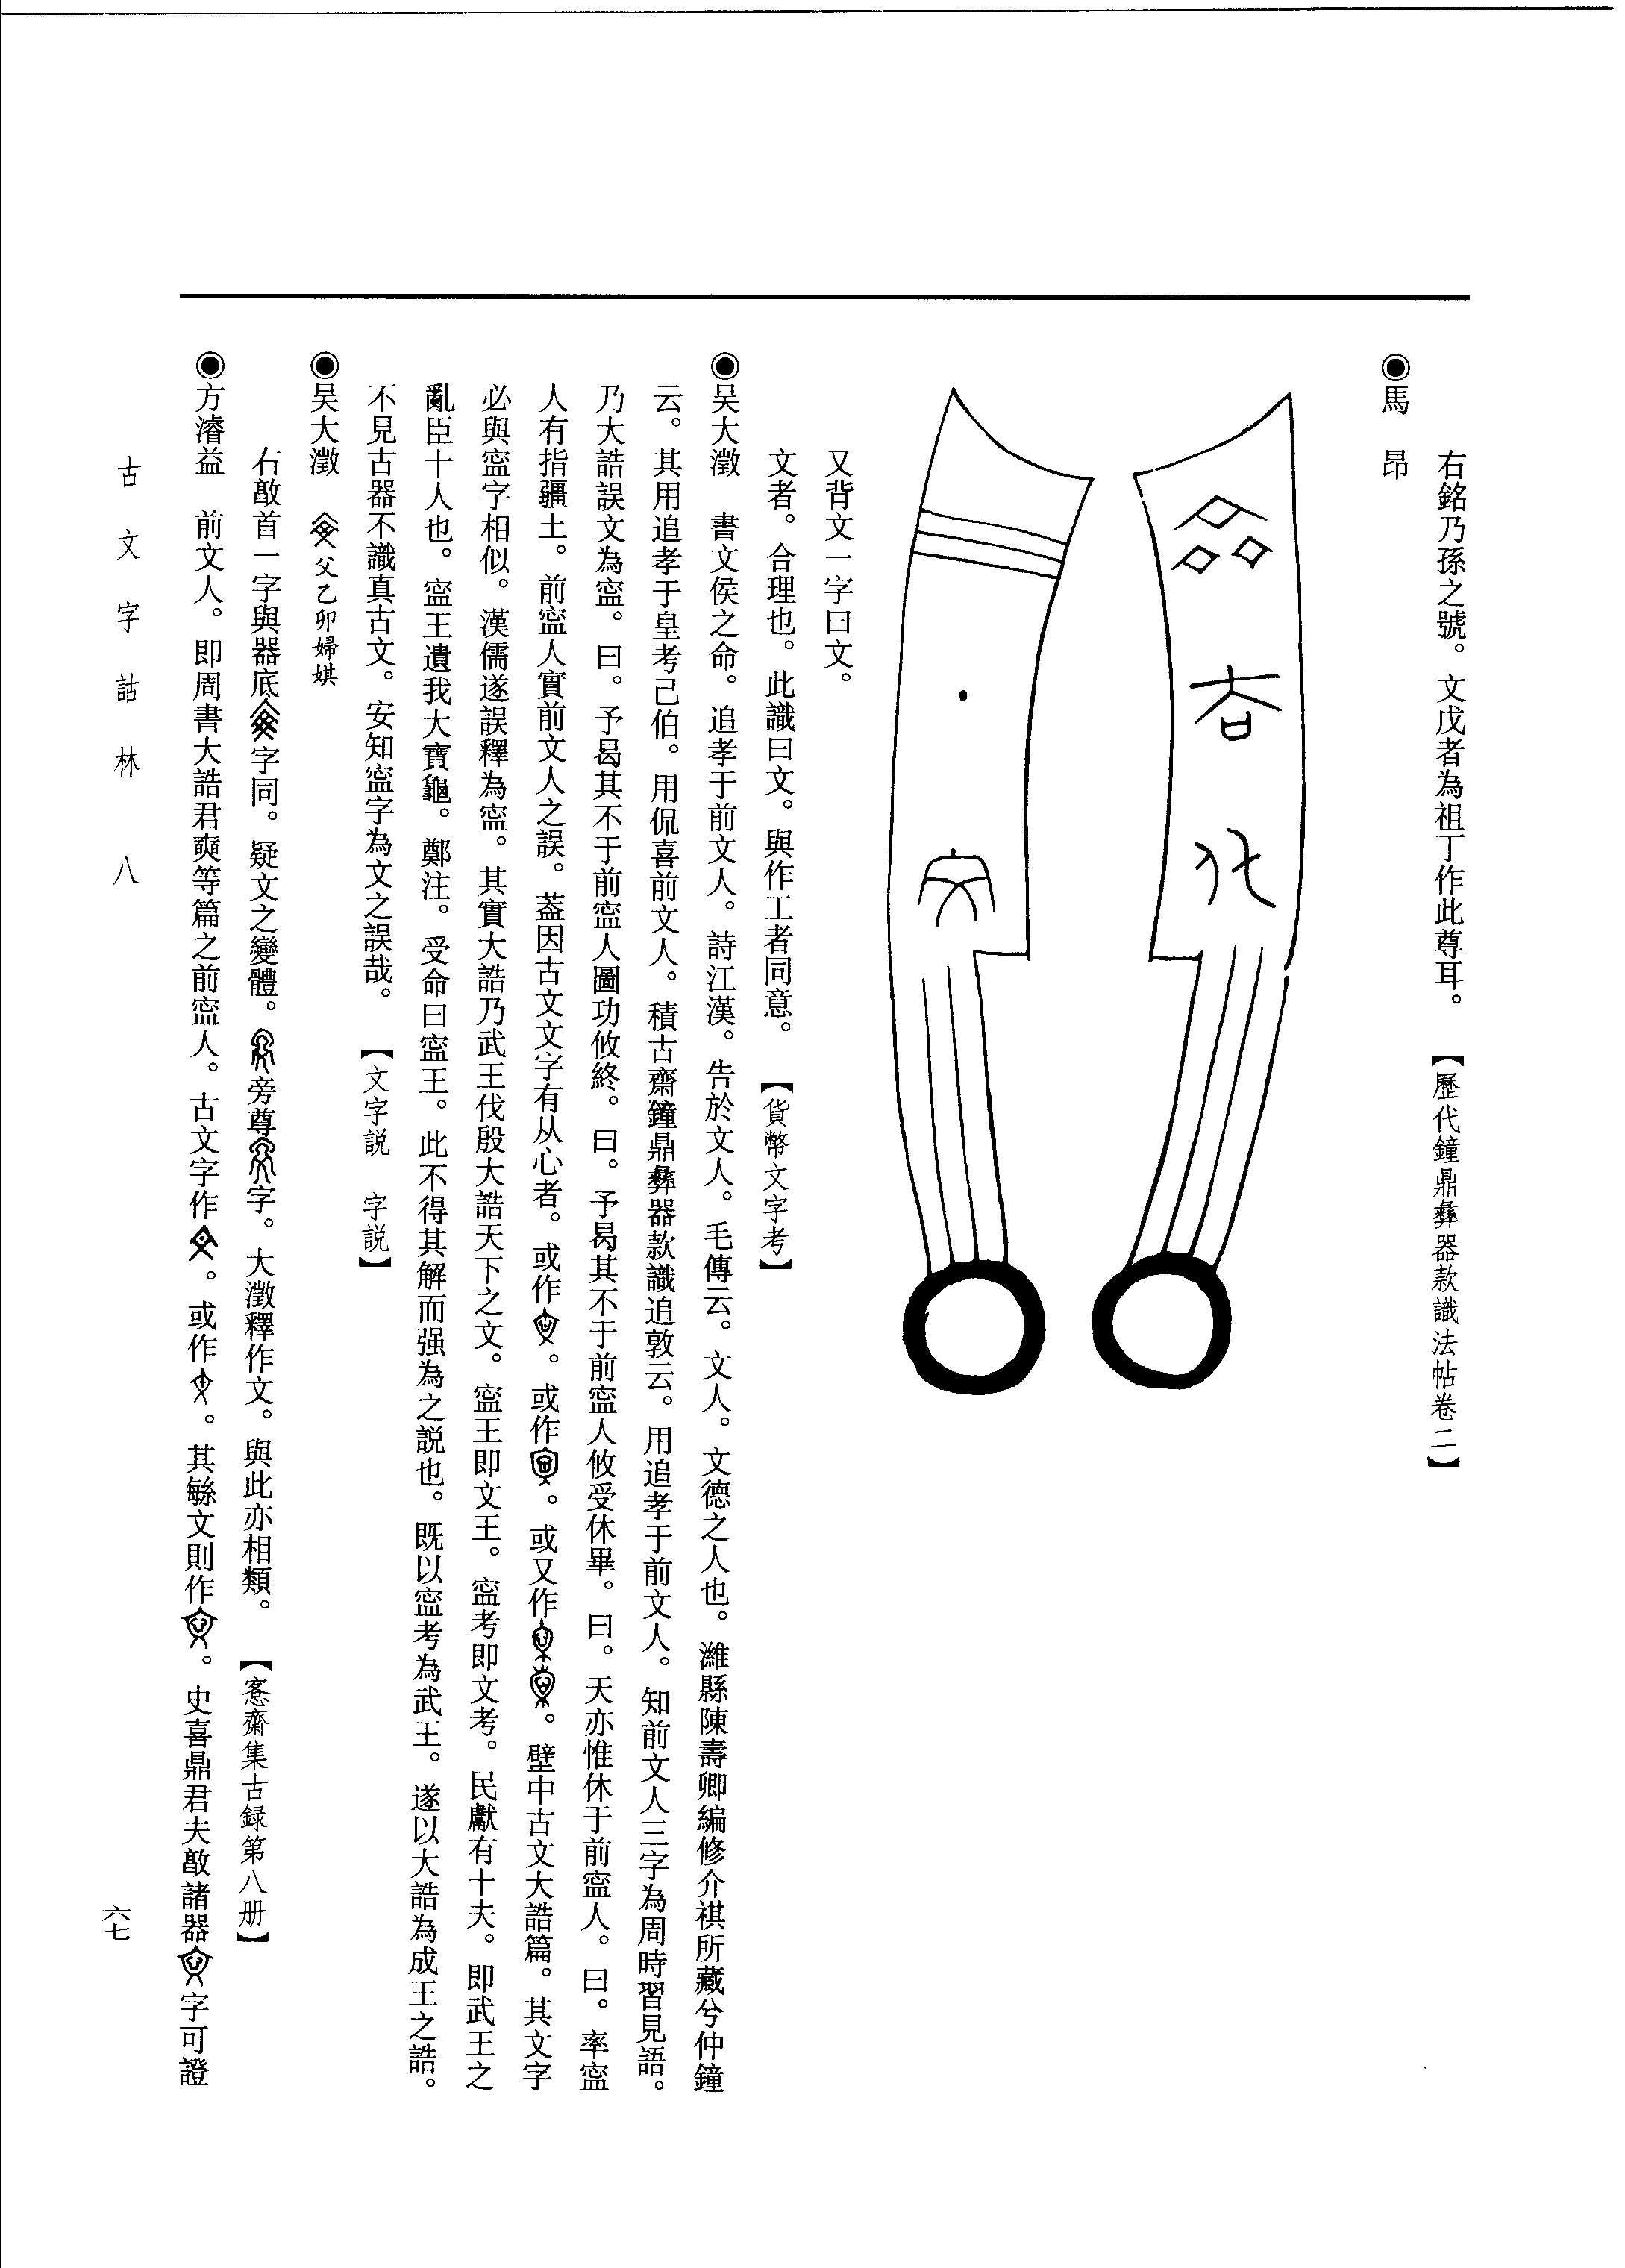 右銘乃孫之號。文戊者為祖丁作此尊耳。【歷代鐘鼎彝器款識法帖卷二】
◉馬　昂
又背文一字曰文。
文者。合理也。此識曰文。與作工者同意。【貨幣文字考】
◉吴大澂　書文侯之命。追孝于前文人。詩江漢。告於文人。毛傳云。文人。文德之人也。濰縣陳壽卿編修介祺所藏兮仲鐘
云。其用追孝于皇考己伯。用侃喜前文人。積古齋鐘鼎彝器款識追敦云。用追孝于前文人。知前文人三字為周時習見語。
乃大誥誤文為寍。曰。予曷其不于前寍人圖功攸終。曰。予曷其不于前寍人攸受休畢。曰。天亦惟休于前寍人。曰。率寍
人有指疆土。前寍人實前文人之誤。蓋因古文文字有从心者。或作。或作。或又作。壁中古文大誥篇。其文字
必與寍字相似。漢儒遂誤釋為寍。其實大誥乃武王伐殷大誥天下之文。寍王即文王。寍考即文考。民獻有十夫。即武王之
亂臣十人也。寍王遺我大寶龜。鄭注。受命曰寍王。此不得其解而强為之説也。既以寍考為武王。遂以大誥為成王之誥。
不見古器不識真古文。安知寍字為文之誤哉。【文字説　字説】
◉吴大澂　父乙卯婦娸
右敔首一字與器底字同。疑文之變體。旁尊字。大澂釋作文。與此亦相類。【愙齋集古録第八册】
◉方濬益　前文人。即周書大誥君奭等篇之前寍人。古文字作。或作。其緐文則作。史喜鼎君夫敔諸器字可證
古文字詁林　八
六七